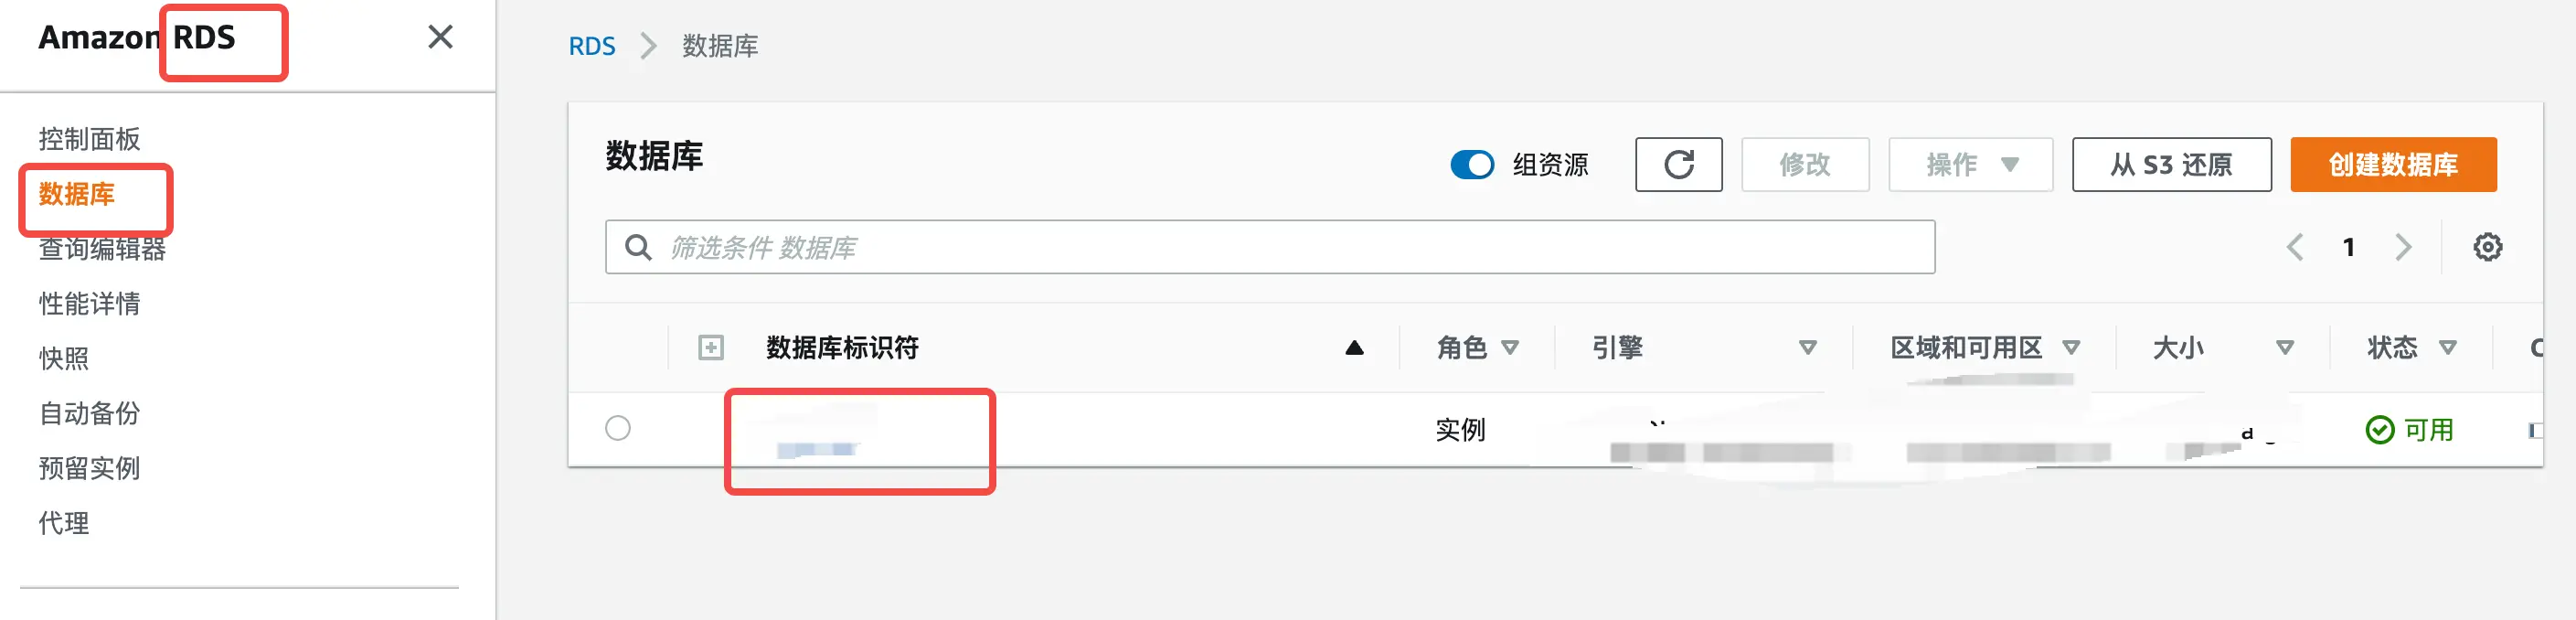 Amazon RDS
控制面板
数据库
查询编辑器
性能详情
快照
自动备份
预留实例
代理
RDS 数据库
数据库 组资源 修改 操作 从 S3 还原 创建数据库
筛选条件 数据库 1
数据库标识符 角色 引擎 区域和可用区 大小 状态
实例 可用